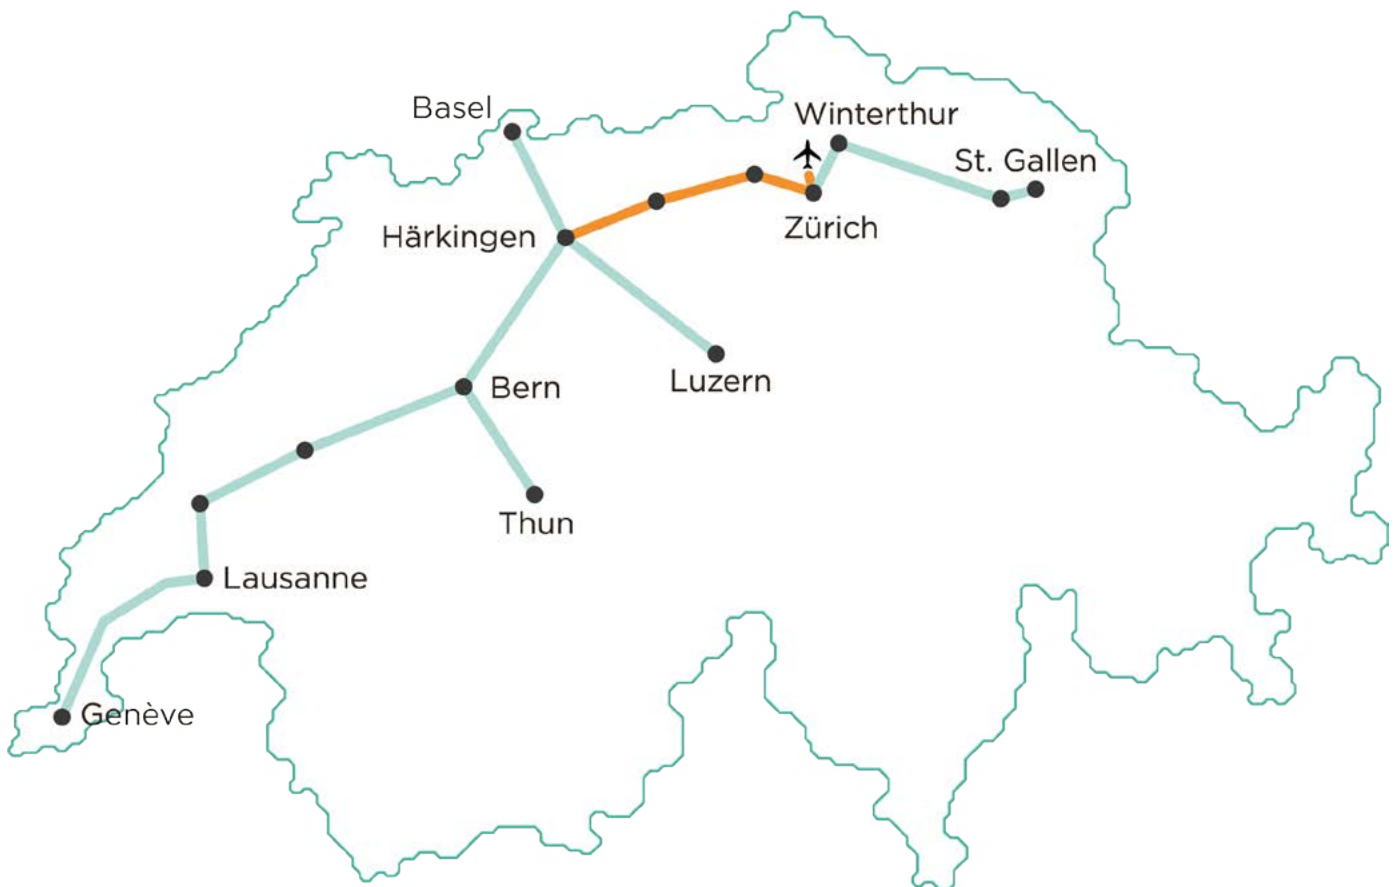 Basel
Winterthur
St. Gallen
Härkingen
Zürich
Luzern
Bern
Thun
Lausanne
Genève